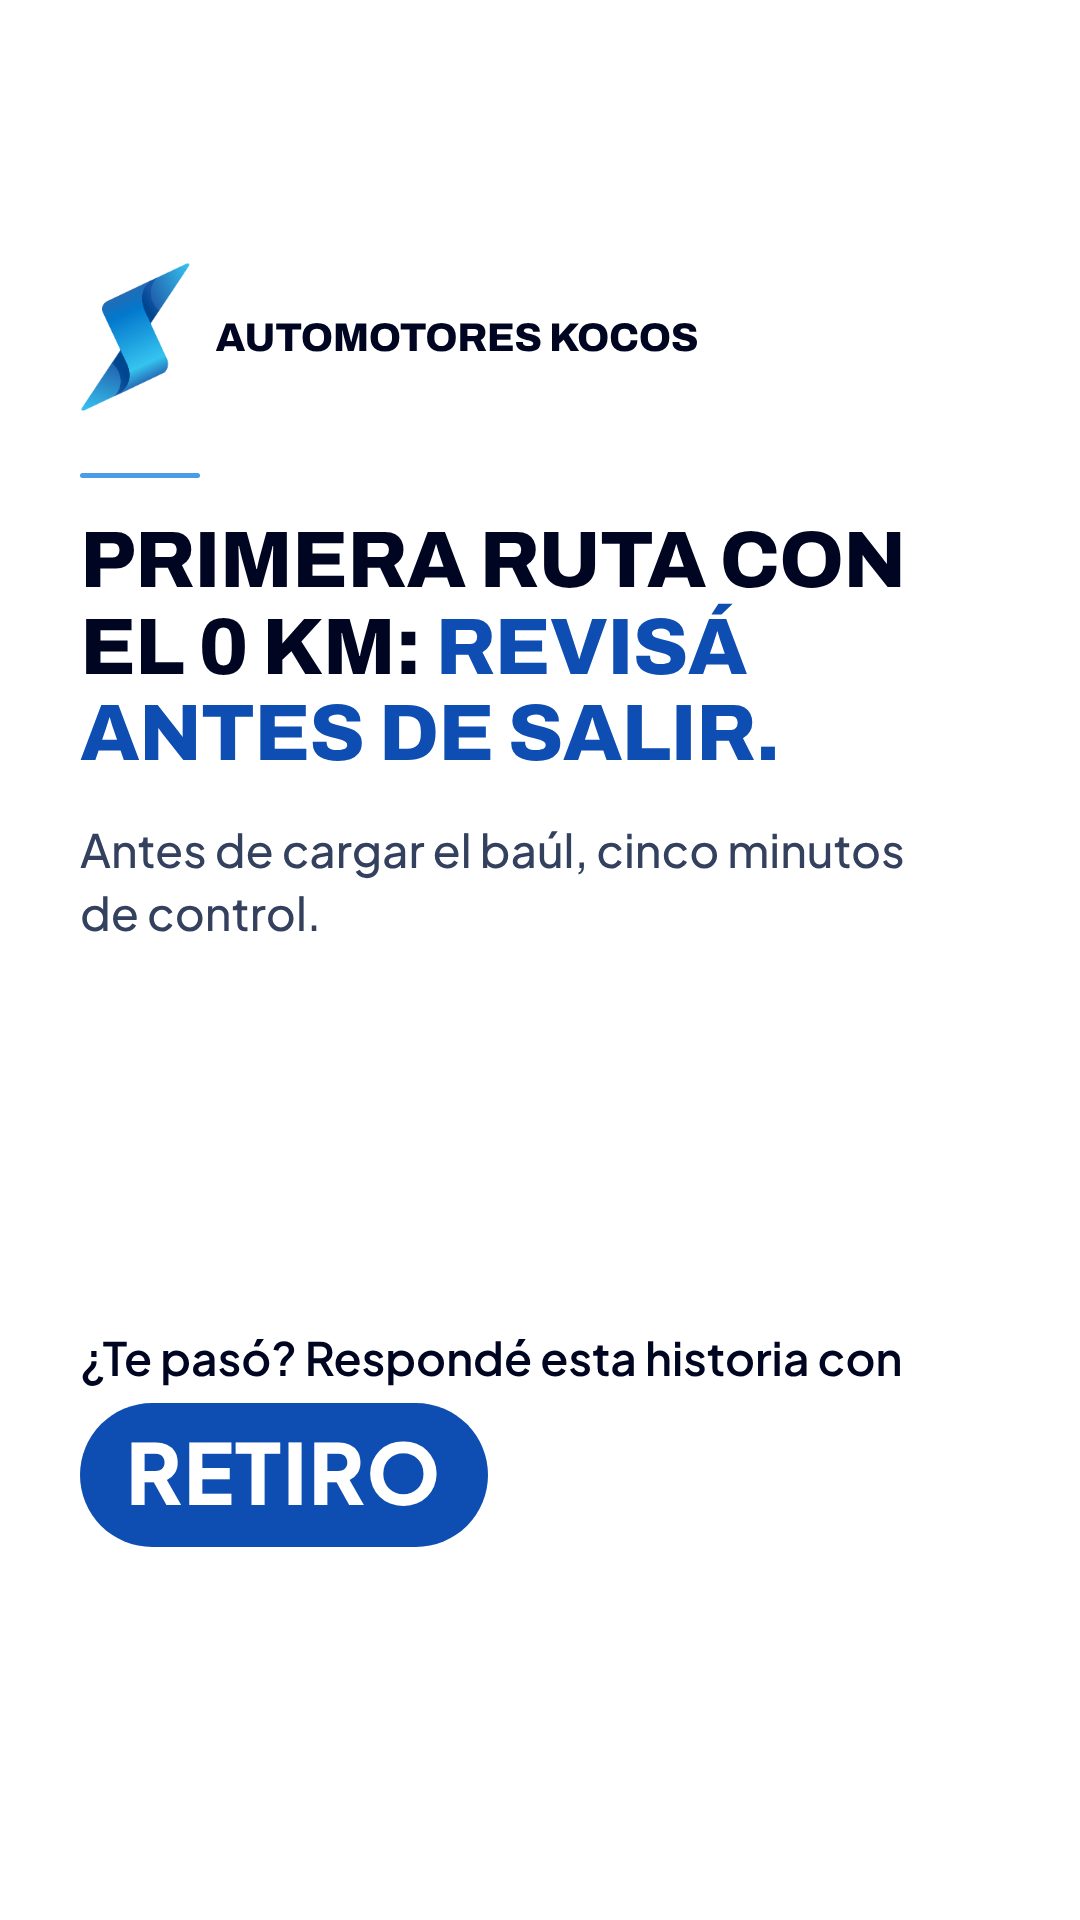 AUTOMOTORES KOCOS
PRIMERA RUTA CON
EL 0 KM: REVISÁ
ANTES DE SALIR.
Antes de cargar el baúl, cinco minutos
de control.
¿Te pasó? Respondé esta historia con
RETIRO